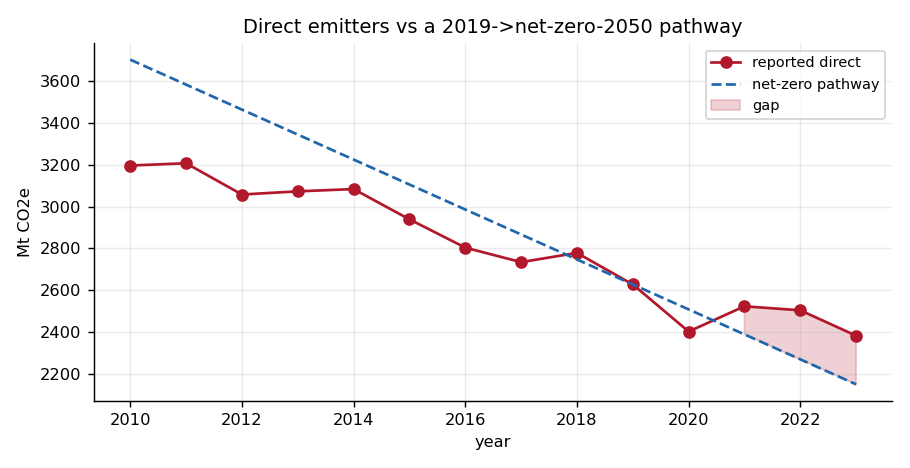 Direct emitters vs a 2019->net-zero-2050 pathway
reported direct
net-zero pathway
gap
Mt CO2e
3600
3400
3200
3000
2800
2600
2400
2200
2010 2012 2014 2016 2018 2020 2022
year